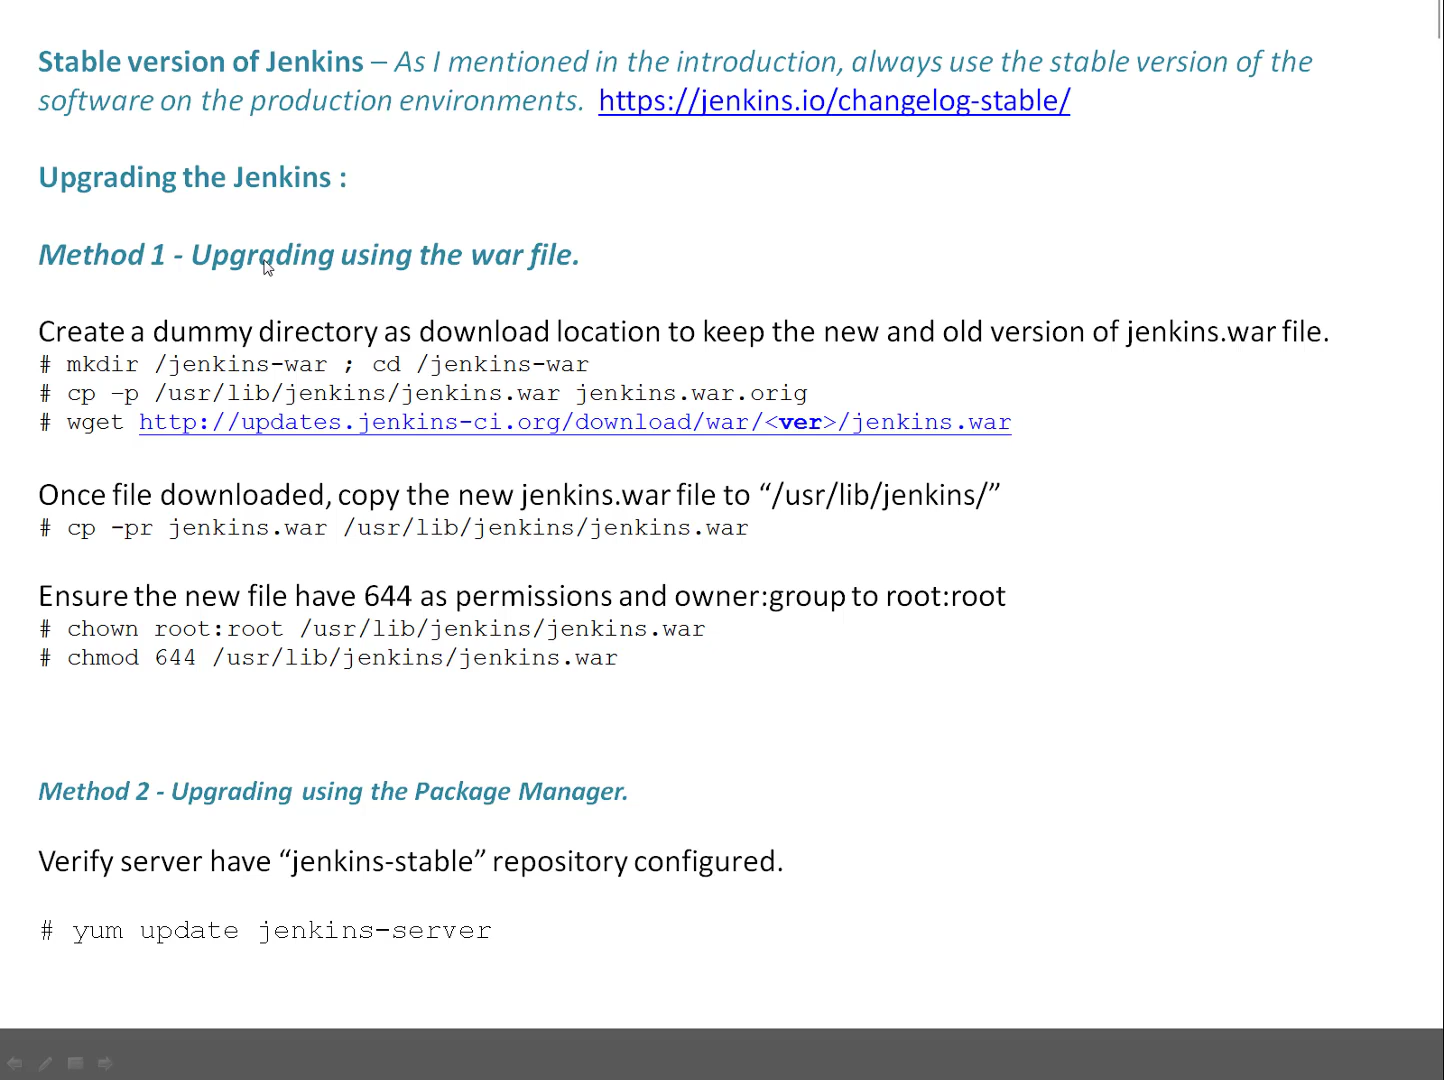 Stable version of Jenkins – As I mentioned in the introduction, always use the stable version of the
software on the production environments. https://jenkins.io/changelog-stable/
Upgrading the Jenkins :
Method 1 - Upgrading using the war file.
Create a dummy directory as download location to keep the new and old version of jenkins.war file.
# mkdir /jenkins-war ; cd /jenkins-war
# cp –p /usr/lib/jenkins/jenkins.war jenkins.war.orig
# wget http://updates.jenkins-ci.org/download/war/<ver>/jenkins.war
Once file downloaded, copy the new jenkins.war file to “/usr/lib/jenkins/”
# cp -pr jenkins.war /usr/lib/jenkins/jenkins.war
Ensure the new file have 644 as permissions and owner:group to root:root
# chown root:root /usr/lib/jenkins/jenkins.war
# chmod 644 /usr/lib/jenkins/jenkins.war
Method 2 - Upgrading using the Package Manager.
Verify server have “jenkins-stable” repository configured.
# yum update jenkins-server